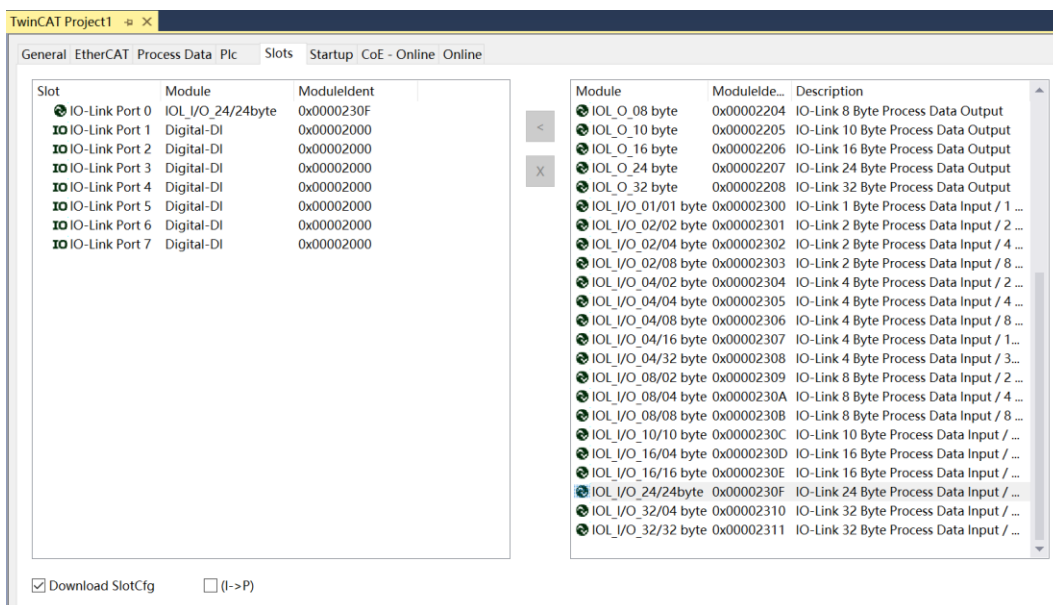 TwinCAT Project1
General EtherCAT Process Data Plc Slots Startup CoE - Online Online
Slot Module ModuleIdent
IO-Link Port 0 IOL_I/O_24/24byte 0x0000230F
IO IO-Link Port 1 Digital-DI 0x00002000
IO IO-Link Port 2 Digital-DI 0x00002000
IO IO-Link Port 3 Digital-DI 0x00002000
IO IO-Link Port 4 Digital-DI 0x00002000
IO IO-Link Port 5 Digital-DI 0x00002000
IO IO-Link Port 6 Digital-DI 0x00002000
IO IO-Link Port 7 Digital-DI 0x00002000
<
X
Module ModuleIde... Description
IOL_O_08 byte 0x00002204 IO-Link 8 Byte Process Data Output
IOL_O_10 byte 0x00002205 IO-Link 10 Byte Process Data Output
IOL_O_16 byte 0x00002206 IO-Link 16 Byte Process Data Output
IOL_O_24 byte 0x00002207 IO-Link 24 Byte Process Data Output
IOL_O_32 byte 0x00002208 IO-Link 32 Byte Process Data Output
IOL_I/O_01/01 byte 0x00002300 IO-Link 1 Byte Process Data Input / 1 ...
IOL_I/O_02/02 byte 0x00002301 IO-Link 2 Byte Process Data Input / 2 ...
IOL_I/O_02/04 byte 0x00002302 IO-Link 2 Byte Process Data Input / 4 ...
IOL_I/O_02/08 byte 0x00002303 IO-Link 2 Byte Process Data Input / 8 ...
IOL_I/O_04/02 byte 0x00002304 IO-Link 4 Byte Process Data Input / 2 ...
IOL_I/O_04/04 byte 0x00002305 IO-Link 4 Byte Process Data Input / 4 ...
IOL_I/O_04/08 byte 0x00002306 IO-Link 4 Byte Process Data Input / 8 ...
IOL_I/O_04/16 byte 0x00002307 IO-Link 4 Byte Process Data Input / 1...
IOL_I/O_04/32 byte 0x00002308 IO-Link 4 Byte Process Data Input / 3...
IOL_I/O_08/02 byte 0x00002309 IO-Link 8 Byte Process Data Input / 2 ...
IOL_I/O_08/04 byte 0x0000230A IO-Link 8 Byte Process Data Input / 4 ...
IOL_I/O_08/08 byte 0x0000230B IO-Link 8 Byte Process Data Input / 8 ...
IOL_I/O_10/10 byte 0x0000230C IO-Link 10 Byte Process Data Input / ...
IOL_I/O_16/04 byte 0x0000230D IO-Link 16 Byte Process Data Input / ...
IOL_I/O_16/16 byte 0x0000230E IO-Link 16 Byte Process Data Input / ...
IOL_I/O_24/24byte 0x0000230F IO-Link 24 Byte Process Data Input / ...
IOL_I/O_32/04 byte 0x00002310 IO-Link 32 Byte Process Data Input / ...
IOL_I/O_32/32 byte 0x00002311 IO-Link 32 Byte Process Data Input / ...
Download SlotCfg (I->P)